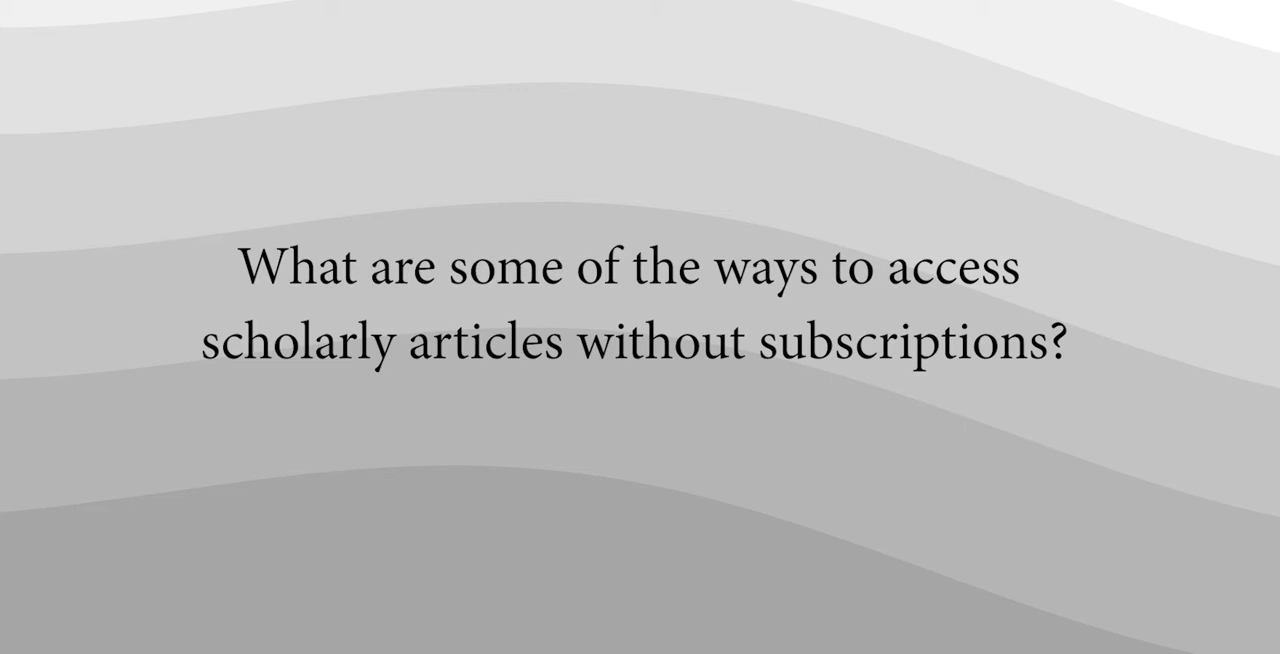 What are some of the ways to access
scholarly articles without subscriptions?